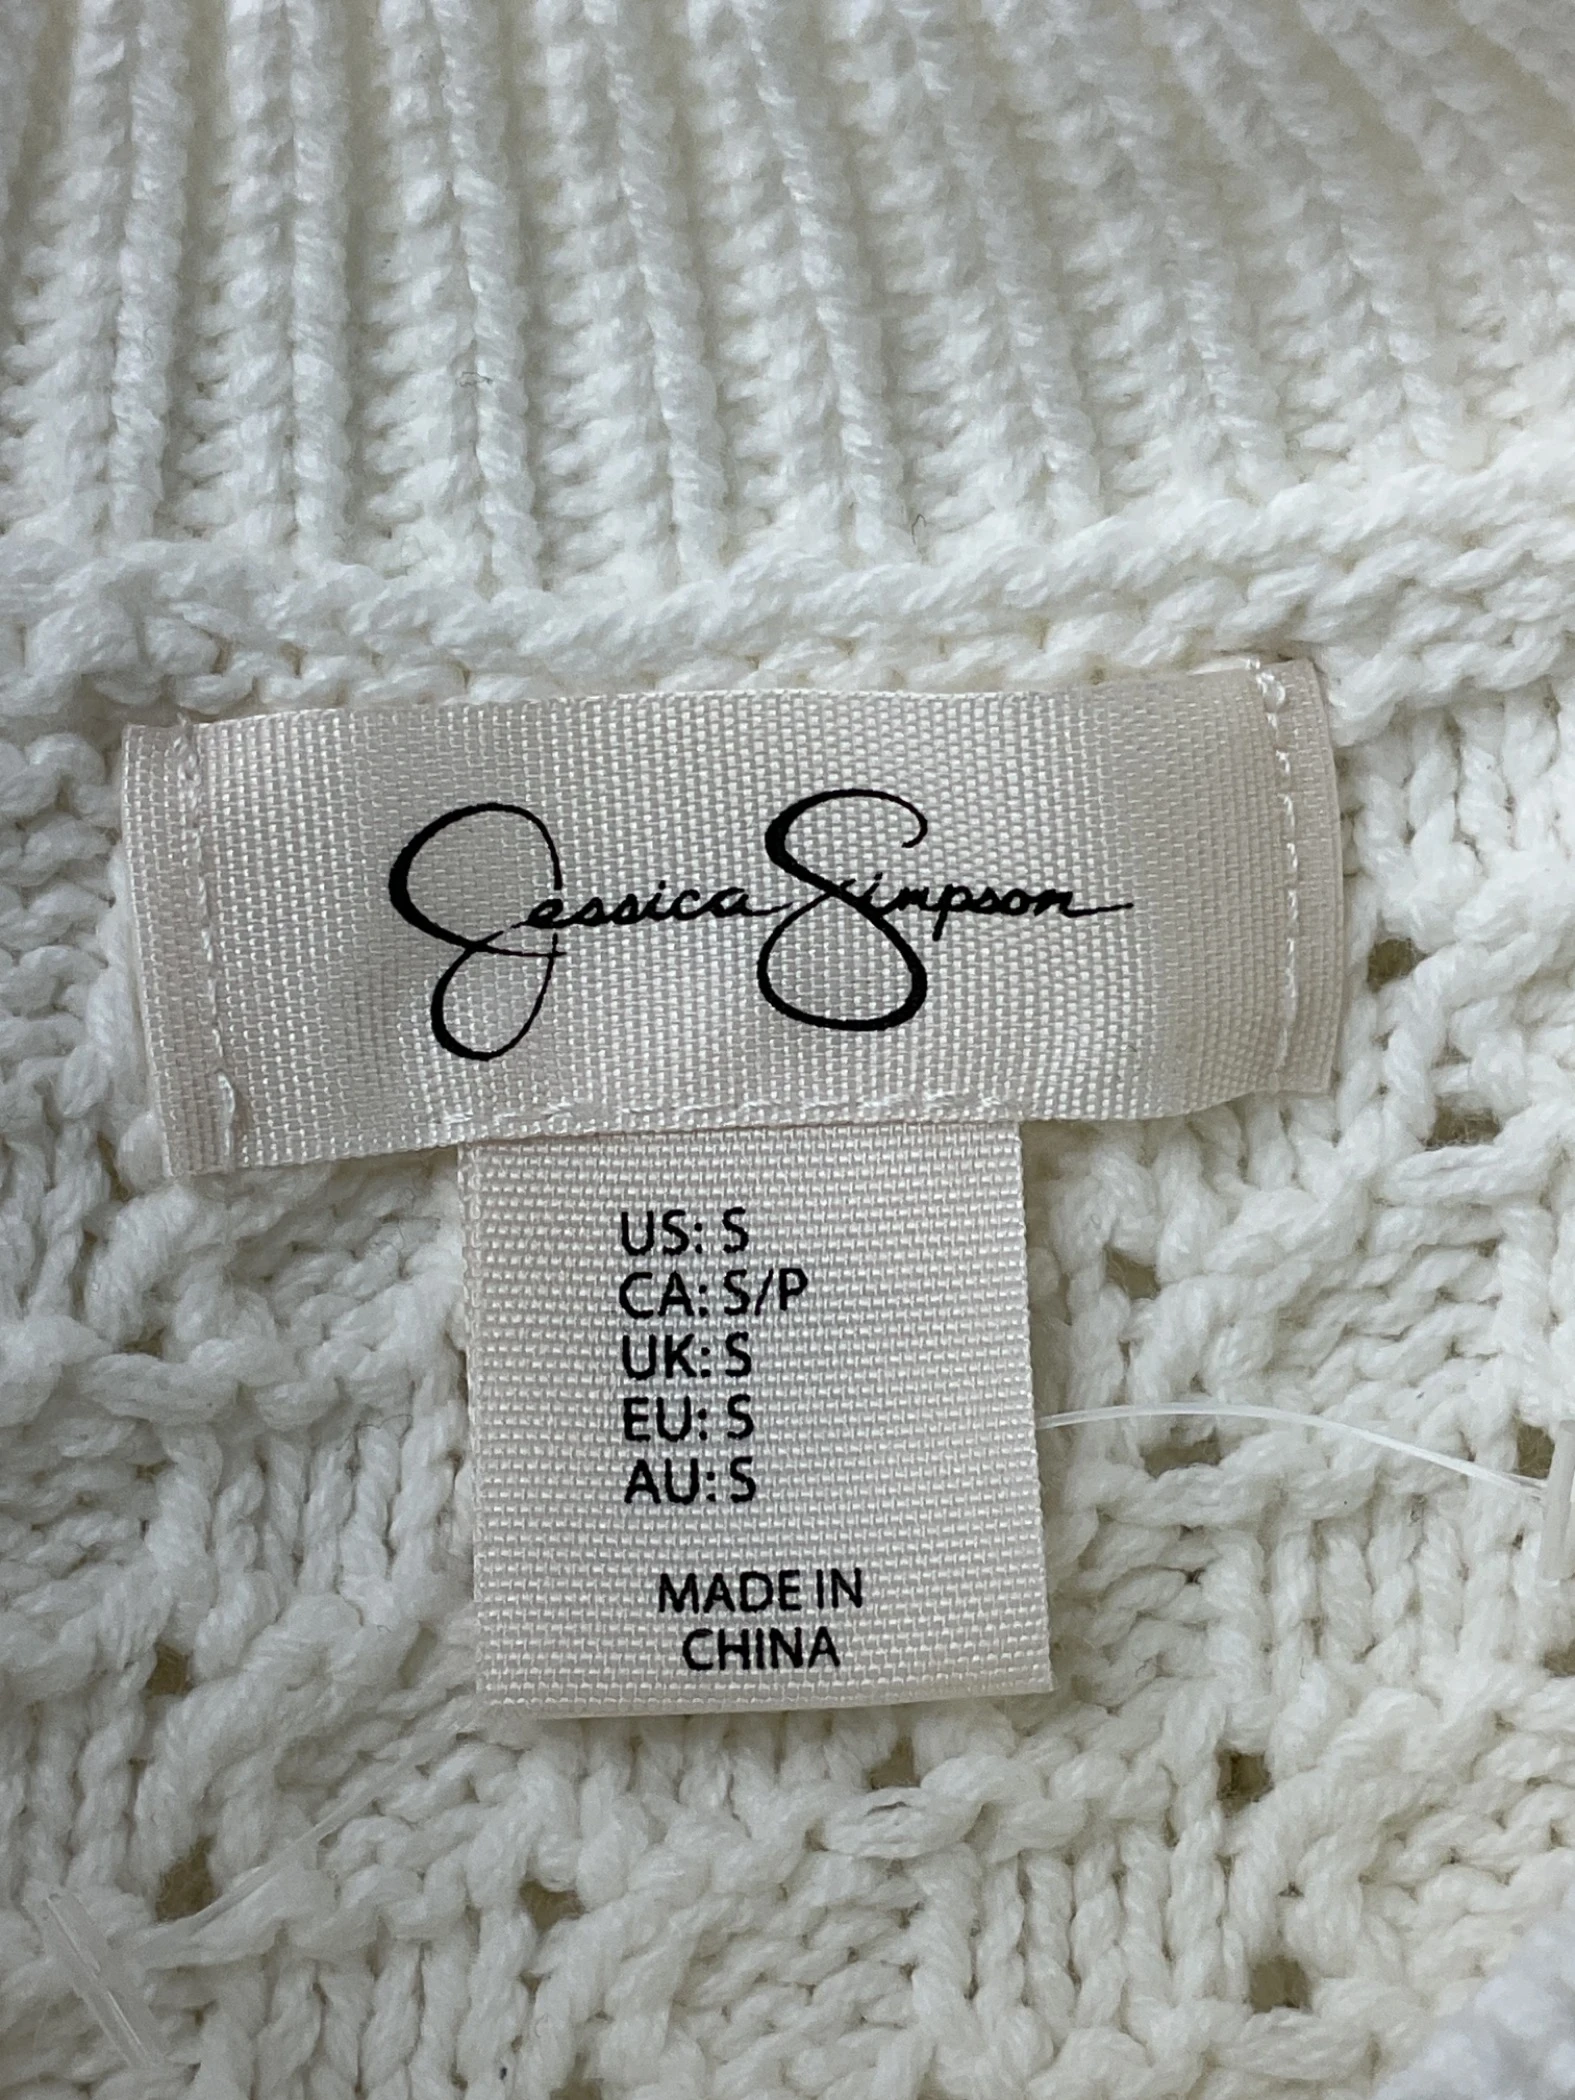 Jessica Simpson
US: S
CA: S/P
UK: S
EU: S
AU: S
MADE IN
CHINA